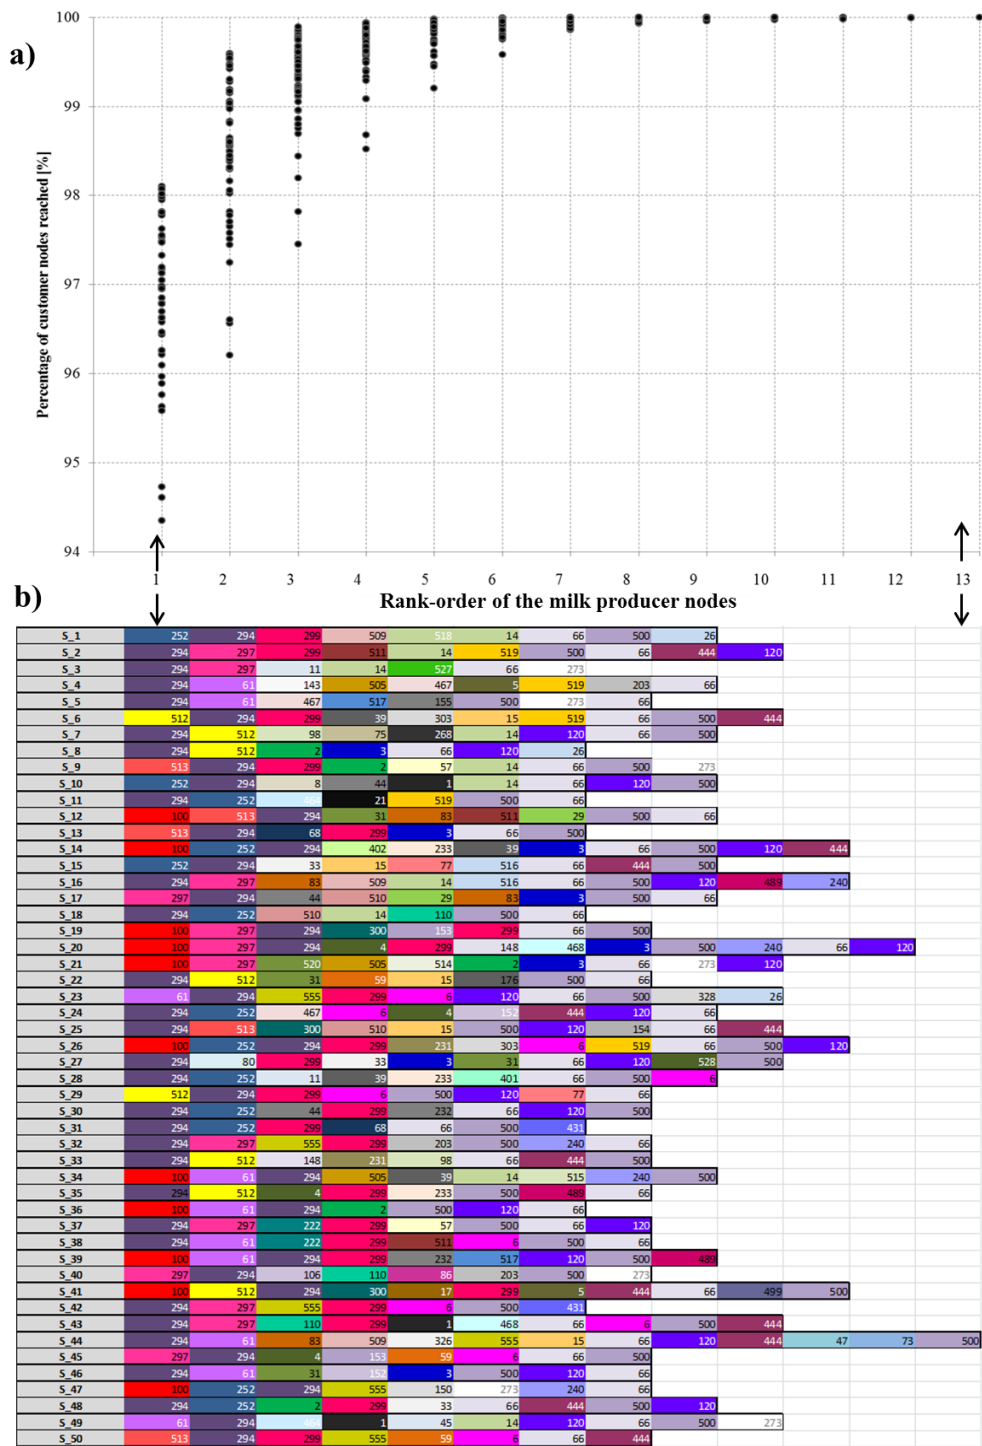 a)
100
99
98
97
96
95
94
Percentage of customer nodes reached [%]
1 2 3 4 5 6 7 8 9 10 11 12 13
Rank-order of the milk producer nodes
b)
S_1 252 294 299 509 518 14 66 500 26
S_2 294 297 299 511 14 519 500 66 444 120
S_3 294 297 11 14 527 66 273
S_4 294 61 143 505 467 5 519 203 66
S_5 294 61 467 517 155 500 273 66
S_6 512 294 299 39 303 15 519 66 500 444
S_7 294 512 98 75 268 14 120 66 500
S_8 294 512 2 3 66 120 26
S_9 513 294 299 2 57 14 66 500 273
S_10 252 294 8 44 1 14 66 120 500
S_11 294 252 464 21 519 500 66
S_12 100 513 294 31 83 511 29 500 66
S_13 513 294 68 299 3 66 500
S_14 100 252 294 402 233 39 3 66 500 120 444
S_15 252 294 33 15 77 516 66 444 500
S_16 294 297 83 509 14 516 66 500 120 489 240
S_17 297 294 44 510 29 83 3 500 66
S_18 294 252 510 14 110 500 66
S_19 100 297 294 300 153 299 66 500
S_20 100 297 294 4 299 148 468 3 500 240 66 120
S_21 100 297 520 505 514 2 3 66 273 120
S_22 294 512 31 59 15 176 500 66
S_23 61 294 555 299 6 120 66 500 328 26
S_24 294 252 467 6 4 152 444 120 66
S_25 294 513 300 510 15 500 120 154 66 444
S_26 100 252 294 299 231 303 6 519 66 500 120
S_27 294 80 299 33 3 31 66 120 528 500
S_28 294 252 11 39 233 401 66 500 6
S_29 512 294 299 6 500 120 77 66
S_30 294 252 44 299 232 66 120 500
S_31 294 252 299 68 66 500 431
S_32 294 297 555 299 203 500 240 66
S_33 294 512 148 231 98 66 444 500
S_34 100 61 294 505 39 14 515 240 500
S_35 294 512 4 299 233 500 489 66
S_36 100 61 294 2 500 120 66
S_37 294 297 222 299 57 500 66 120
S_38 294 61 222 299 511 6 500 66
S_39 100 61 294 299 232 517 120 500 489
S_40 297 294 106 110 86 203 500 273
S_41 100 512 294 300 17 299 5 444 66 499 500
S_42 294 297 555 299 6 500 431
S_43 294 297 110 299 1 468 66 6 500 444
S_44 294 61 83 509 326 555 15 66 120 444 47 73 500
S_45 297 294 4 153 59 6 66 500
S_46 294 61 31 152 3 500 120 66
S_47 100 252 294 555 150 273 240 66
S_48 294 252 2 299 33 66 444 500 120
S_49 61 294 464 1 45 14 120 66 500 273
S_50 513 294 299 555 59 6 66 444